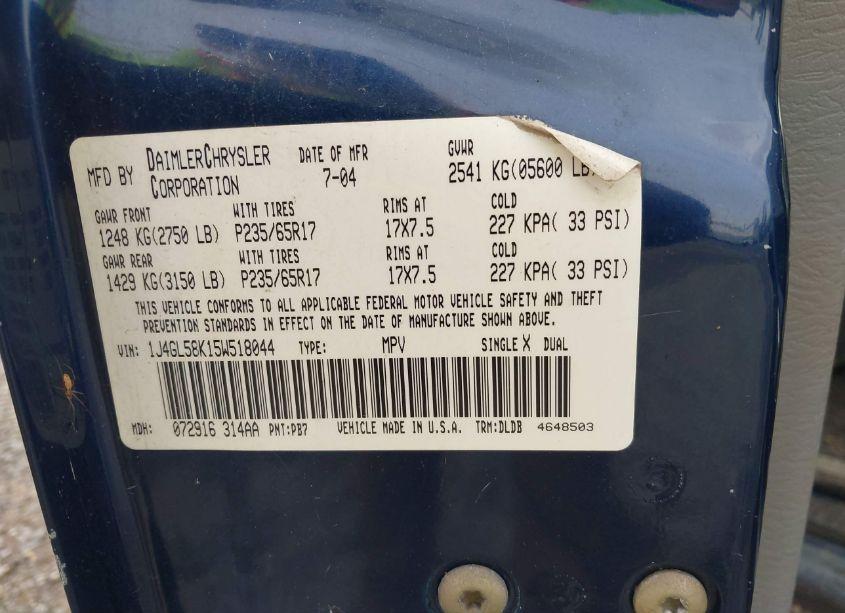 MFD BY DAIMLERCHRYSLER CORPORATION DATE OF MFR 7-04 GVWR 2541 KG(05600 LB)
GAWR FRONT WITH TIRES RIMS AT COLD
1248 KG(2750 LB) P235/65R17 17X7.5 227 KPA( 33 PSI)
GAWR REAR WITH TIRES RIMS AT COLD
1429 KG(3150 LB) P235/65R17 17X7.5 227 KPA( 33 PSI)
THIS VEHICLE CONFORMS TO ALL APPLICABLE FEDERAL MOTOR VEHICLE SAFETY AND THEFT
PREVENTION STANDARDS IN EFFECT ON THE DATE OF MANUFACTURE SHOWN ABOVE.
VIN: 1J4GL58K15W518044 TYPE: MPV SINGLE X DUAL
MDH: 072916 314AA PNT:PB7 VEHICLE MADE IN U.S.A. TRM:DLDB 4648503